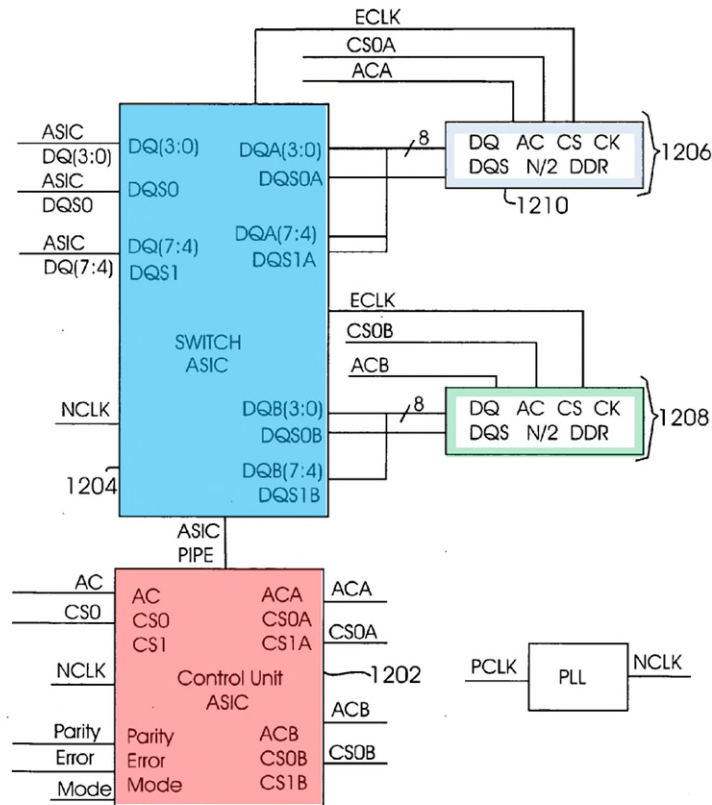 ECLK
CS0A
ACA
ASIC
DQ(3:0)
ASIC
DQS0
ASIC
DQ(7:4)
DQ(3:0)
DQS0
DQ(7:4)
DQS1
DQA(3:0)
DQS0A
DQA(7:4)
DQS1A
8
DQ AC CS CK
DQS N/2 DDR
1206
1210
SWITCH
ASIC
ECLK
CS0B
ACB
NCLK
DQB(3:0)
DQS0B
DQB(7:4)
DQS1B
8
DQ AC CS CK
DQS N/2 DDR
1208
1204
ASIC
PIPE
AC
CS0
NCLK
Parity
Error
Mode
AC
CS0
CS1
ACA
CS0A
CS1A
Control Unit
ASIC
Parity
Error
Mode
ACB
CS0B
CS1B
ACA
CS0A
1202
ACB
CS0B
PCLK
PLL
NCLK